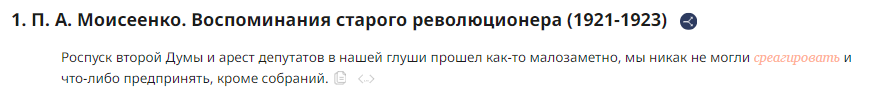 1. П. А. Моисеенко. Воспоминания старого революционера (1921-1923)
Роспуск второй Думы и арест депутатов в нашей глуши прошел как-то малозаметно, мы никак не могли среагировать и
что-либо предпринять, кроме собраний.